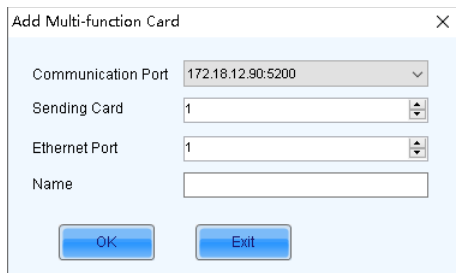 Add Multi-function Card
Communication Port 172.18.12.90:5200
Sending Card 1
Ethernet Port 1
Name
OK Exit